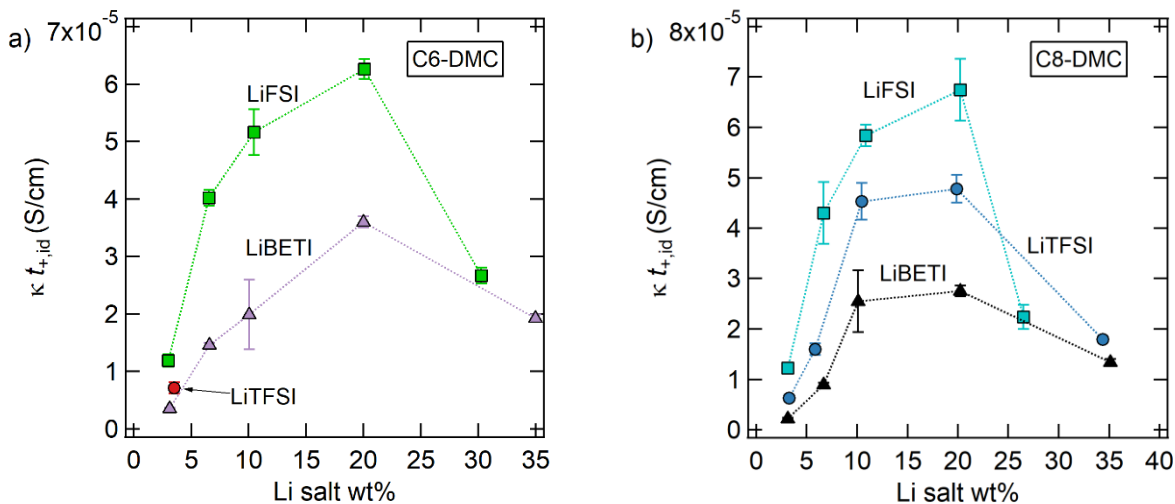 a)
7x10⁻⁵
6
5
4
3
2
1
0
κ t+,id (S/cm)
C6-DMC
LiFSI
LiBETI
LiTFSI
0 5 10 15 20 25 30 35
Li salt wt%
b)
8x10⁻⁵
7
6
5
4
3
2
1
0
κ t+,id (S/cm)
C8-DMC
LiFSI
LiTFSI
LiBETI
0 5 10 15 20 25 30 35 40
Li salt wt%